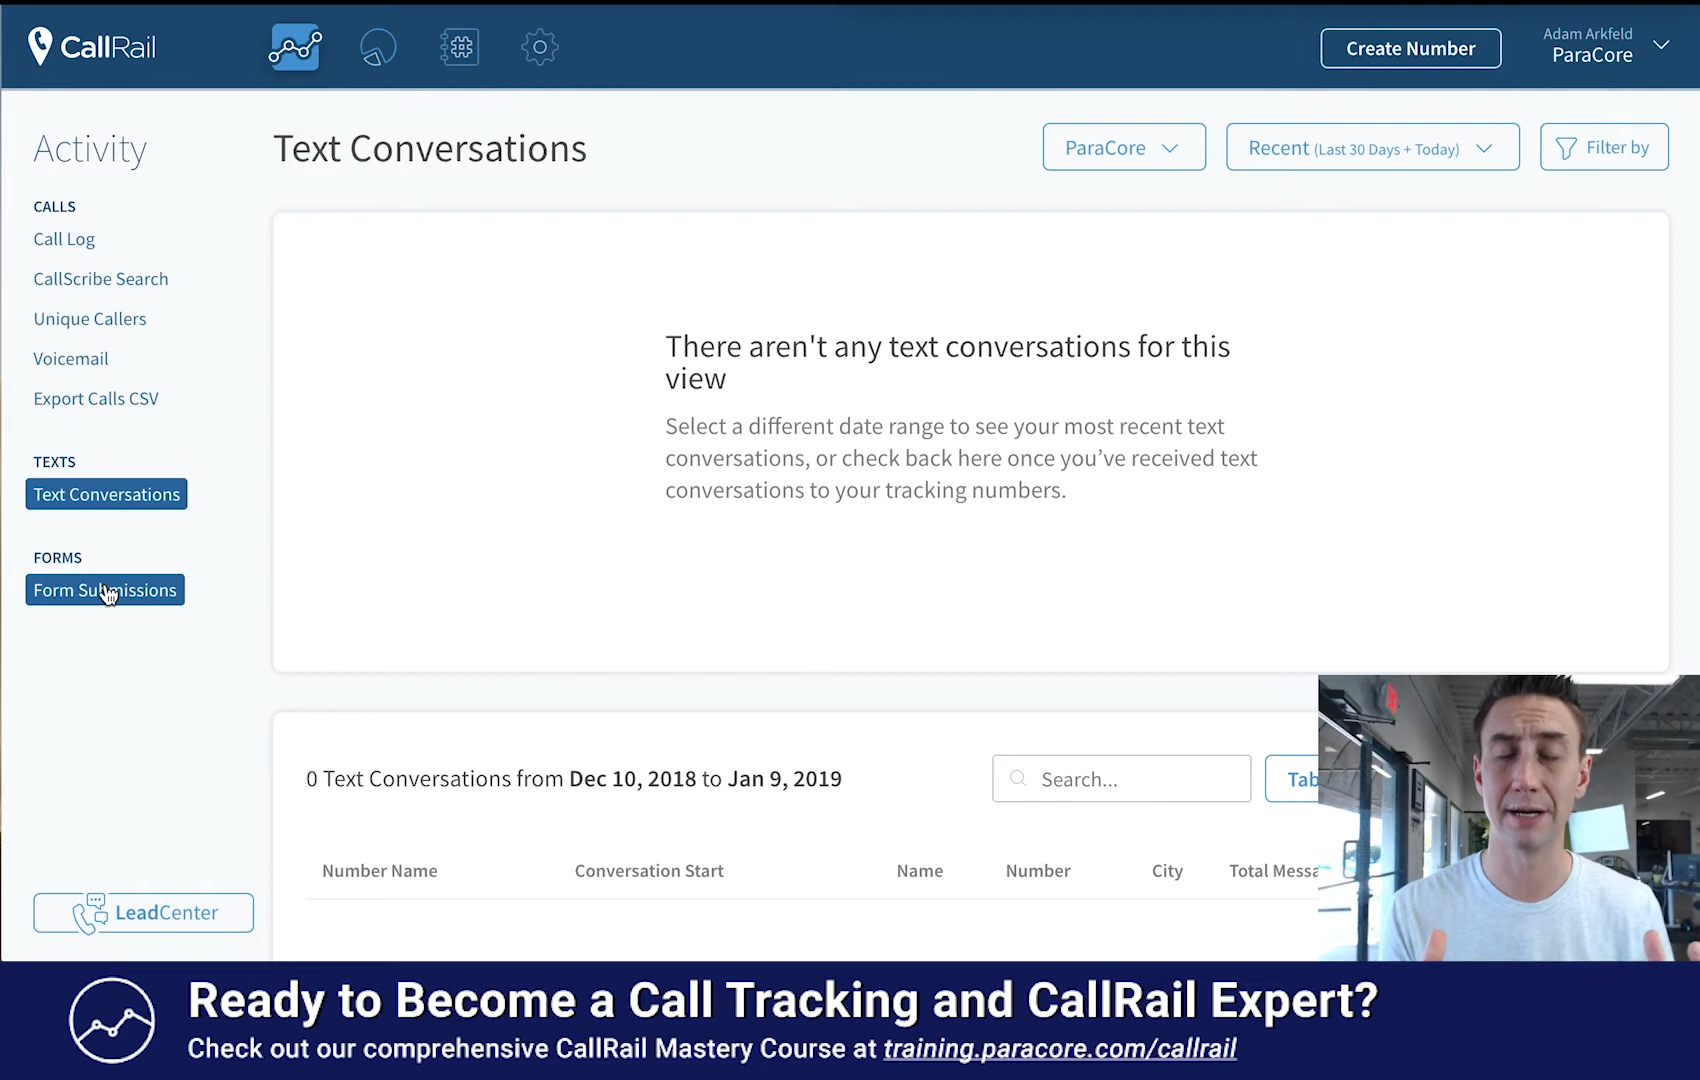 CallRail
Create Number
Adam Arkfeld
ParaCore
Activity
CALLS
Call Log
CallScribe Search
Unique Callers
Voicemail
Export Calls CSV
TEXTS
Text Conversations
FORMS
Form Submissions
LeadCenter
Text Conversations
ParaCore
Recent (Last 30 Days + Today)
Filter by
There aren't any text conversations for this
view
Select a different date range to see your most recent text
conversations, or check back here once you've received text
conversations to your tracking numbers.
0 Text Conversations from Dec 10, 2018 to Jan 9, 2019
Search...
Tab
Number Name Conversation Start Name Number City Total Messa
Ready to Become a Call Tracking and CallRail Expert?
Check out our comprehensive CallRail Mastery Course at training.paracore.com/callrail